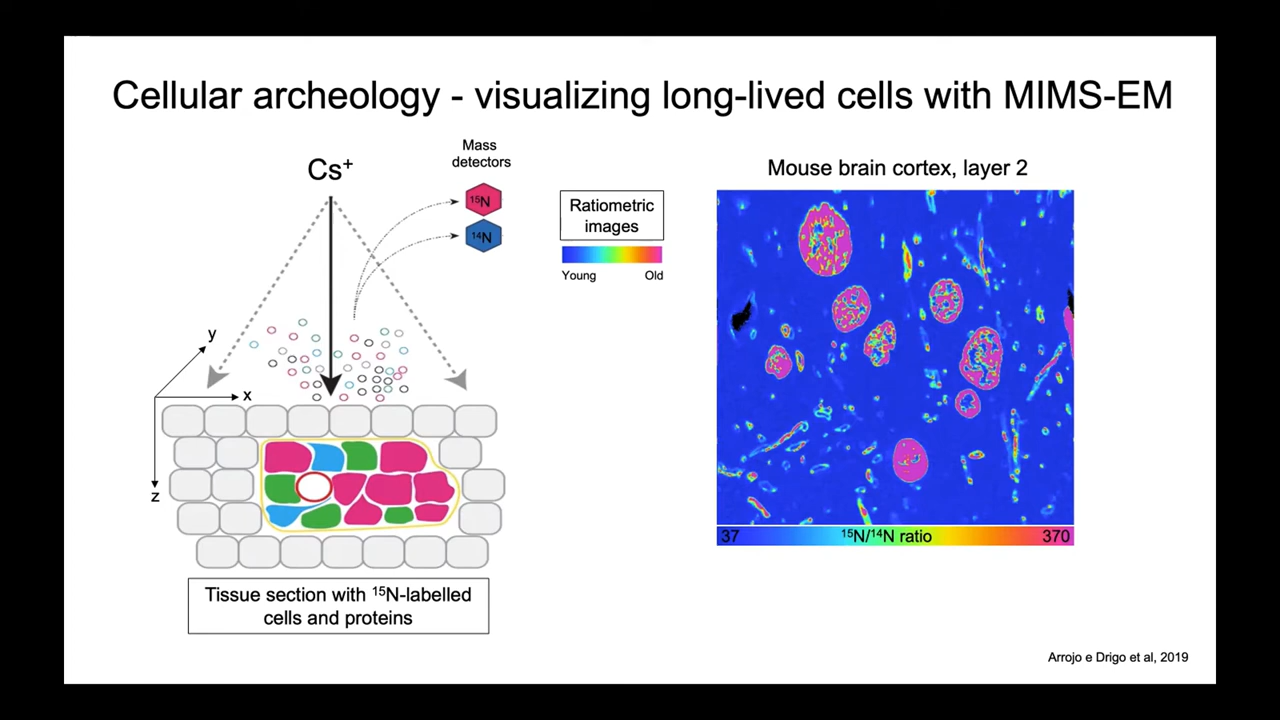 Cellular archeology - visualizing long-lived cells with MIMS-EM
Cs⁺
Mass
detectors
¹⁵N
¹⁴N
Ratiometric
images
Young Old
y
x
z
Tissue section with ¹⁵N-labelled
cells and proteins
Mouse brain cortex, layer 2
37 ¹⁵N/¹⁴N ratio 370
Arrojo e Drigo et al, 2019